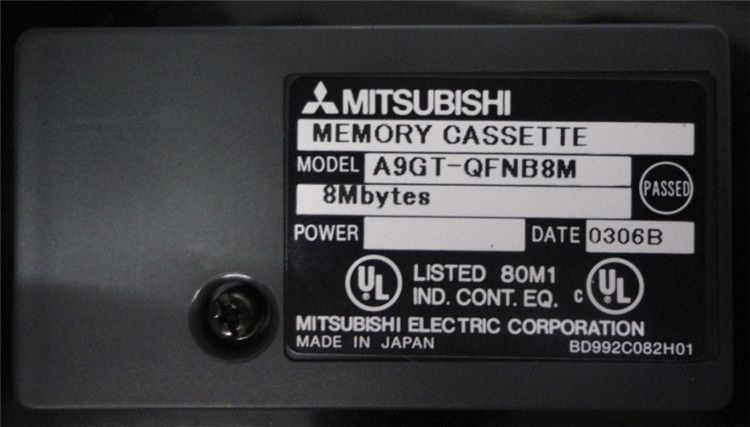 MITSUBISHI
MEMORY CASSETTE
MODEL A9GT-QFNB8M
8Mbytes
PASSED
POWER DATE 0306B
UL LISTED 80M1 c UL
IND. CONT. EQ.
MITSUBISHI ELECTRIC CORPORATION
MADE IN JAPAN BD992C082H01